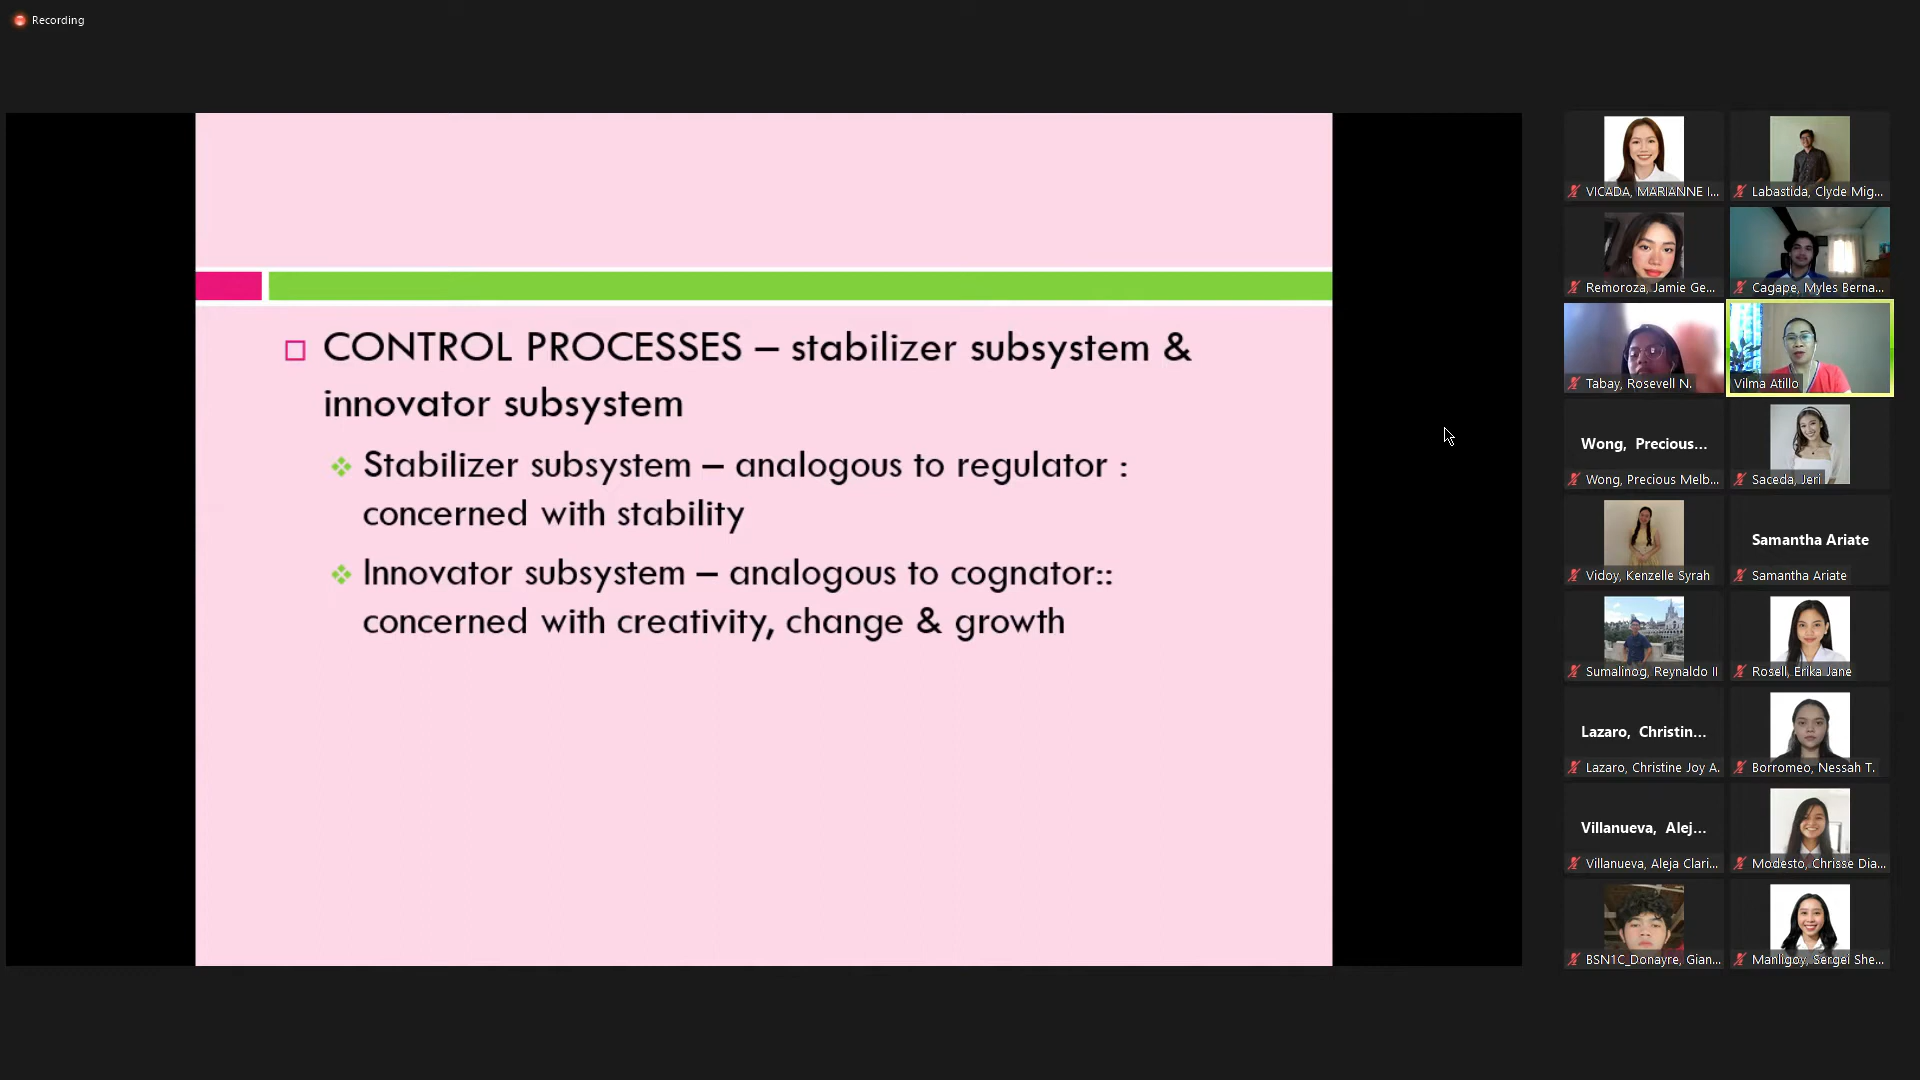 Recording
CONTROL PROCESSES – stabilizer subsystem &
innovator subsystem
Stabilizer subsystem – analogous to regulator :
concerned with stability
Innovator subsystem – analogous to cognator::
concerned with creativity, change & growth
VICADA, MARIANNE I...
Labastida, Clyde Mig...
Remoroza, Jamie Ge...
Cagape, Myles Berna...
Tabay, Rosevell N.
Vilma Atillo
Wong, Precious...
Wong, Precious Melb...
Saceda, Jeri
Vidoy, Kenzelle Syrah
Samantha Ariate
Samantha Ariate
Sumalinog, Reynaldo II
Rosell, Erika Jane
Lazaro, Christin...
Lazaro, Christine Joy A.
Borromeo, Nessah T.
Villanueva, Alej...
Villanueva, Aleja Clari...
Modesto, Chrisse Dia...
BSN1C_Donayre, Gian...
Manligoy, Sergei She...